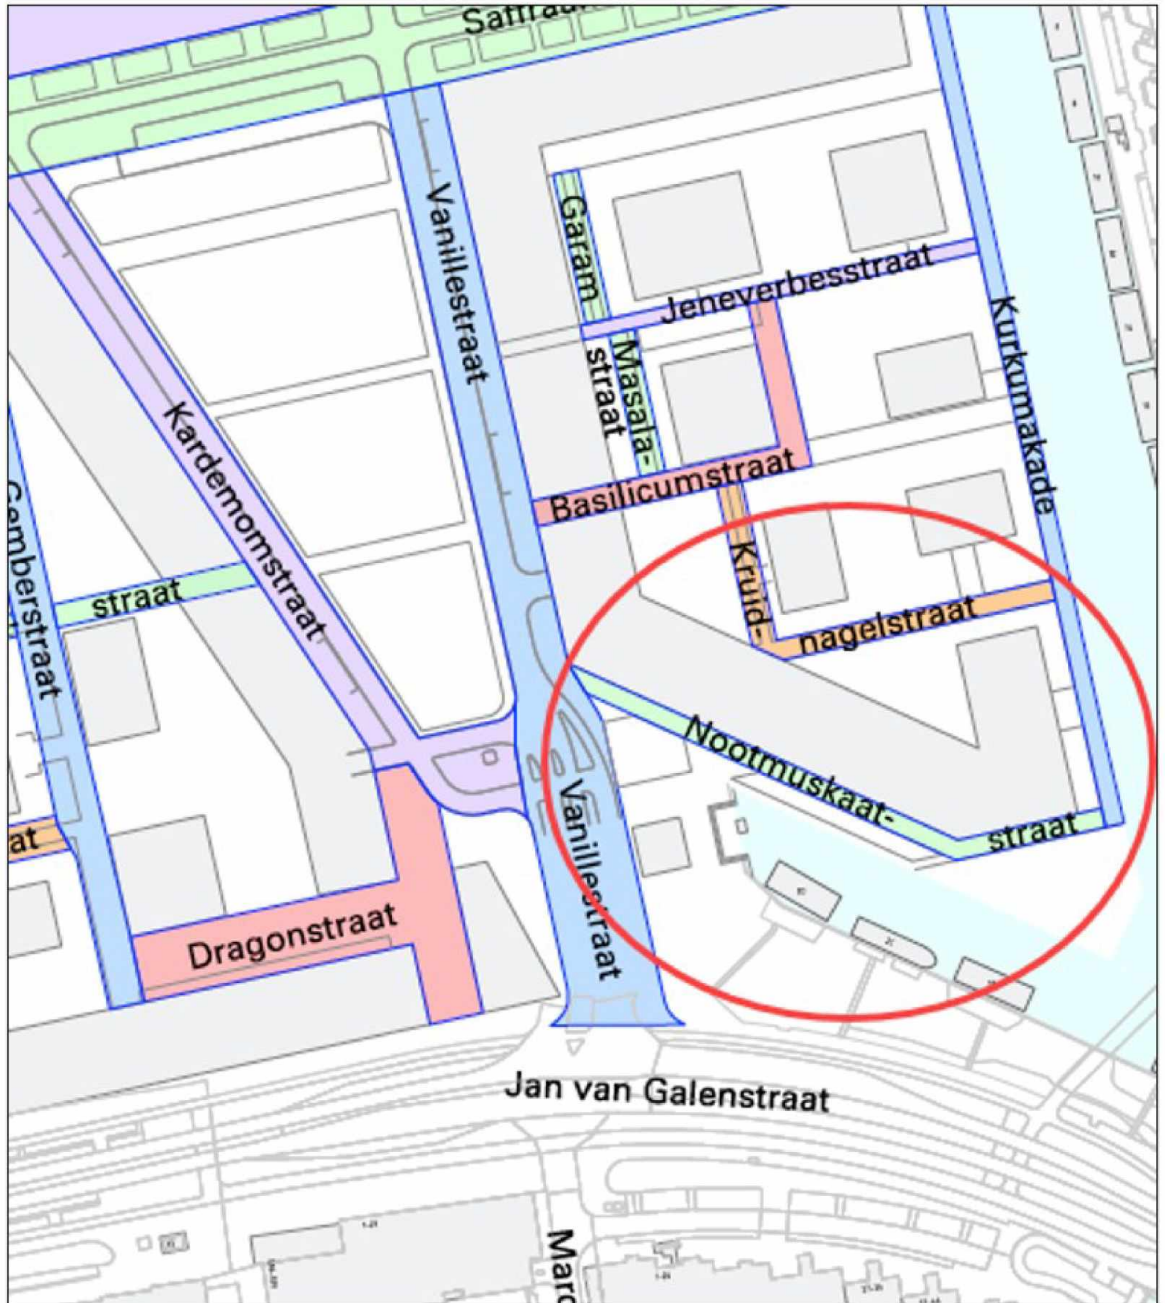 Saffraan
Vanillestraat
Garam
Masala-
straat
Jeneverbesstraat
Kurkumakade
Kardemomstraat
Basilicumstraat
Gemberstraat
straat
Kruid-
nagelstraat
Nootmuskaat-
straat
Vanillestraat
at
Dragonstraat
Jan van Galenstraat
Marc